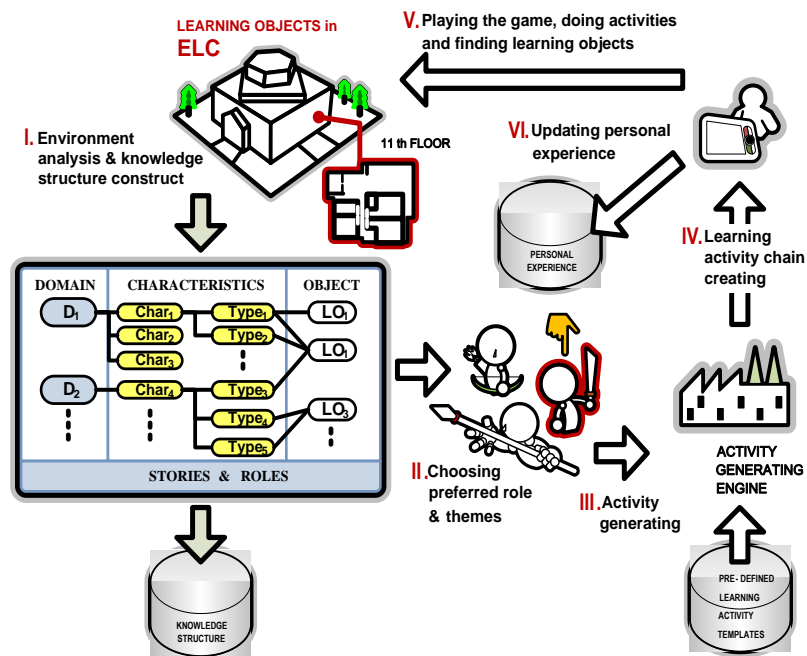 LEARNING OBJECTS in
ELC
V. Playing the game, doing activities
and finding learning objects
I. Environment
analysis & knowledge
structure construct
11 th FLOOR
VI. Updating personal
experience
PERSONAL
EXPERIENCE
IV. Learning
activity chain
creating
DOMAIN CHARACTERISTICS OBJECT
D1 Char1 Type1 LO1
Char2 Type2
Char3 LO1
D2 Char4 Type3
Type4 LO3
Type5
STORIES & ROLES
II. Choosing
preferred role
& themes
III. Activity
generating
ACTIVITY
GENERATING
ENGINE
KNOWLEDGE
STRUCTURE
PRE- DEFINED
LEARNING
ACTIVITY
TEMPLATES